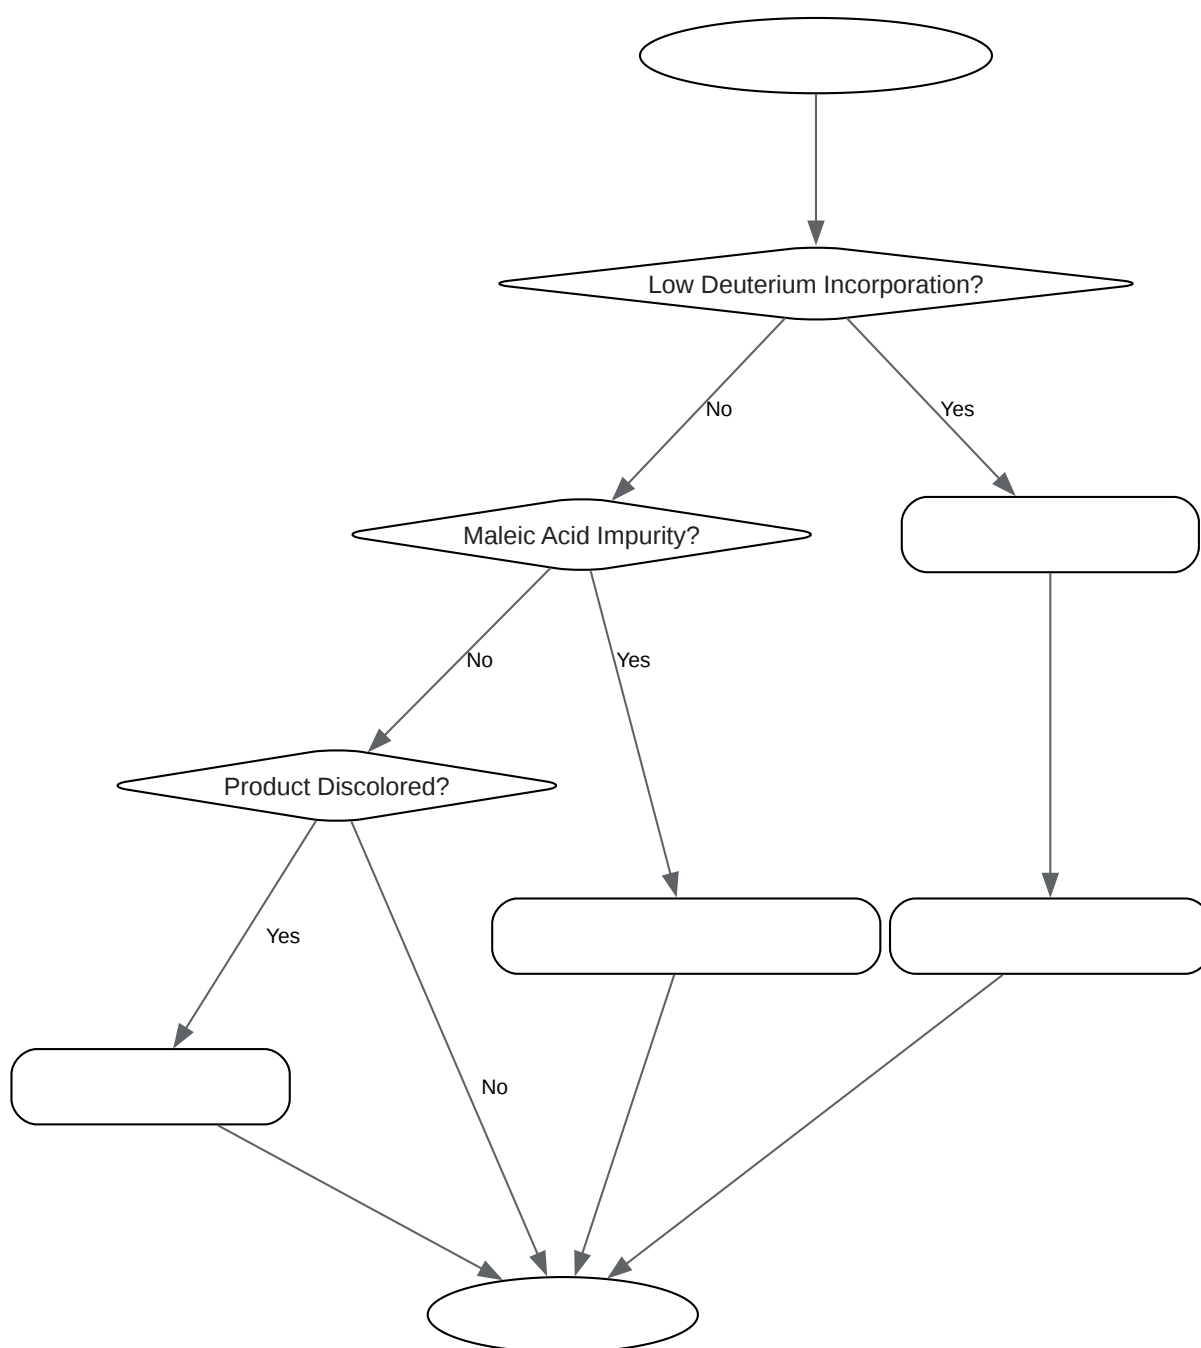 Low Deuterium Incorporation?
No
Yes
Maleic Acid Impurity?
No
Yes
Product Discolored?
Yes
No